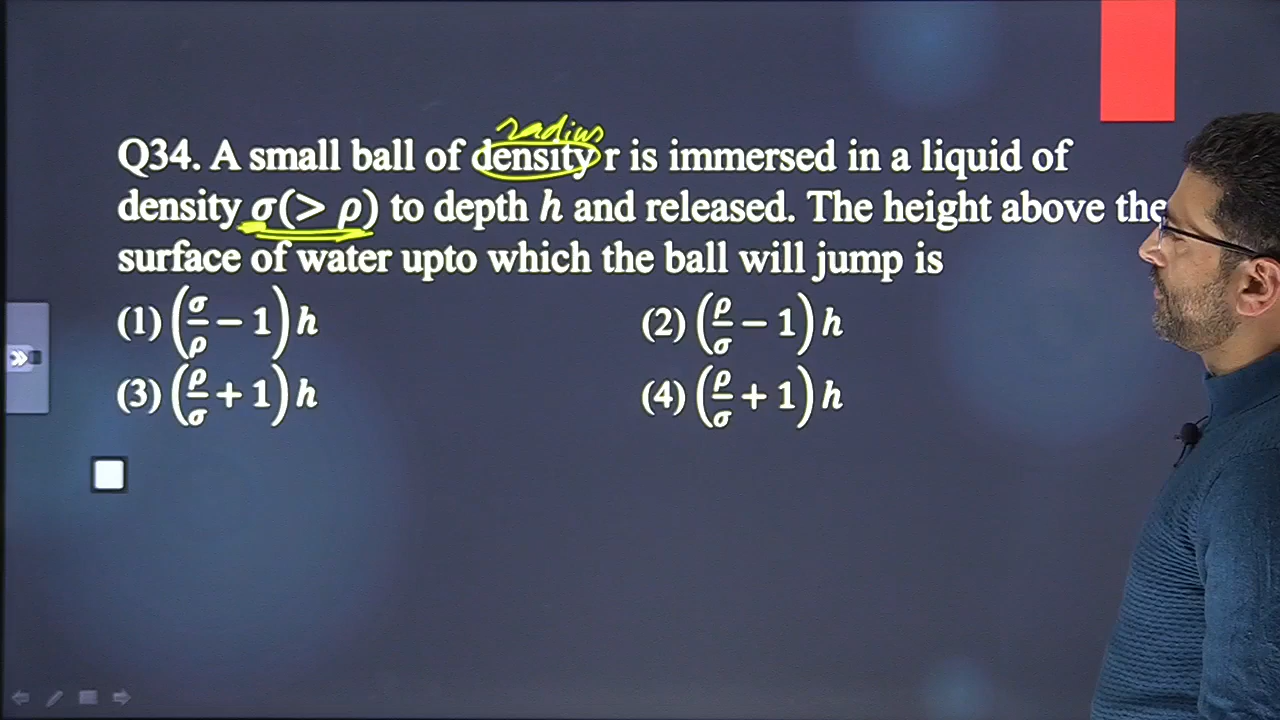 radius
Q34. A small ball of density r is immersed in a liquid of
density σ(> ρ) to depth h and released. The height above the
surface of water upto which the ball will jump is
(1) (σ/ρ − 1) h (2) (ρ/σ − 1) h
(3) (ρ/σ + 1) h (4) (ρ/σ + 1) h